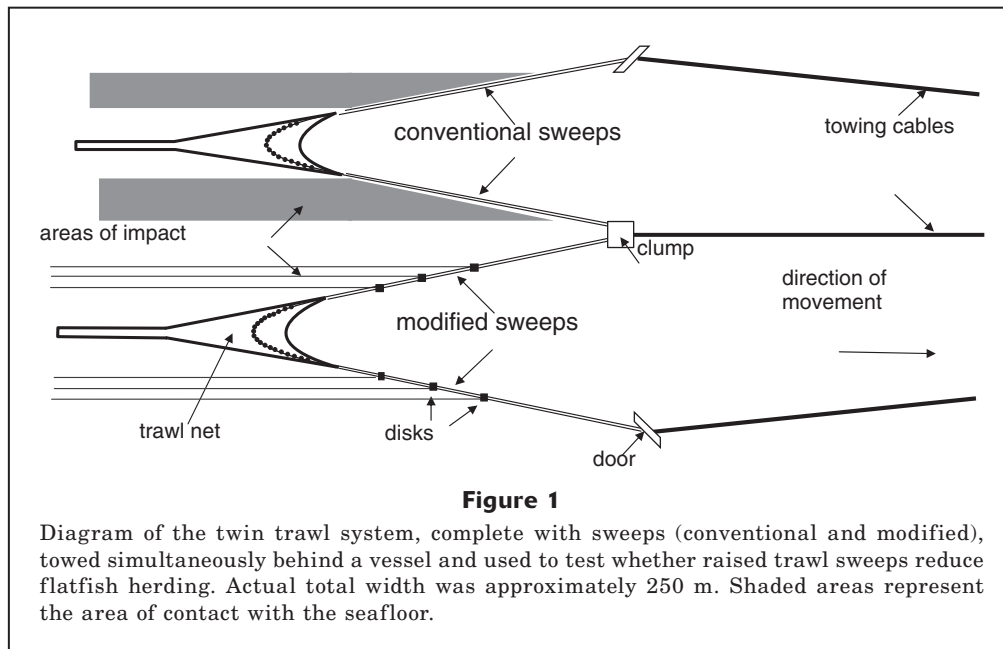 conventional sweeps
towing cables
areas of impact
clump
direction of
movement
modified sweeps
trawl net
disks
door
Figure 1
Diagram of the twin trawl system, complete with sweeps (conventional and modified),
towed simultaneously behind a vessel and used to test whether raised trawl sweeps reduce
flatfish herding. Actual total width was approximately 250 m. Shaded areas represent
the area of contact with the seafloor.